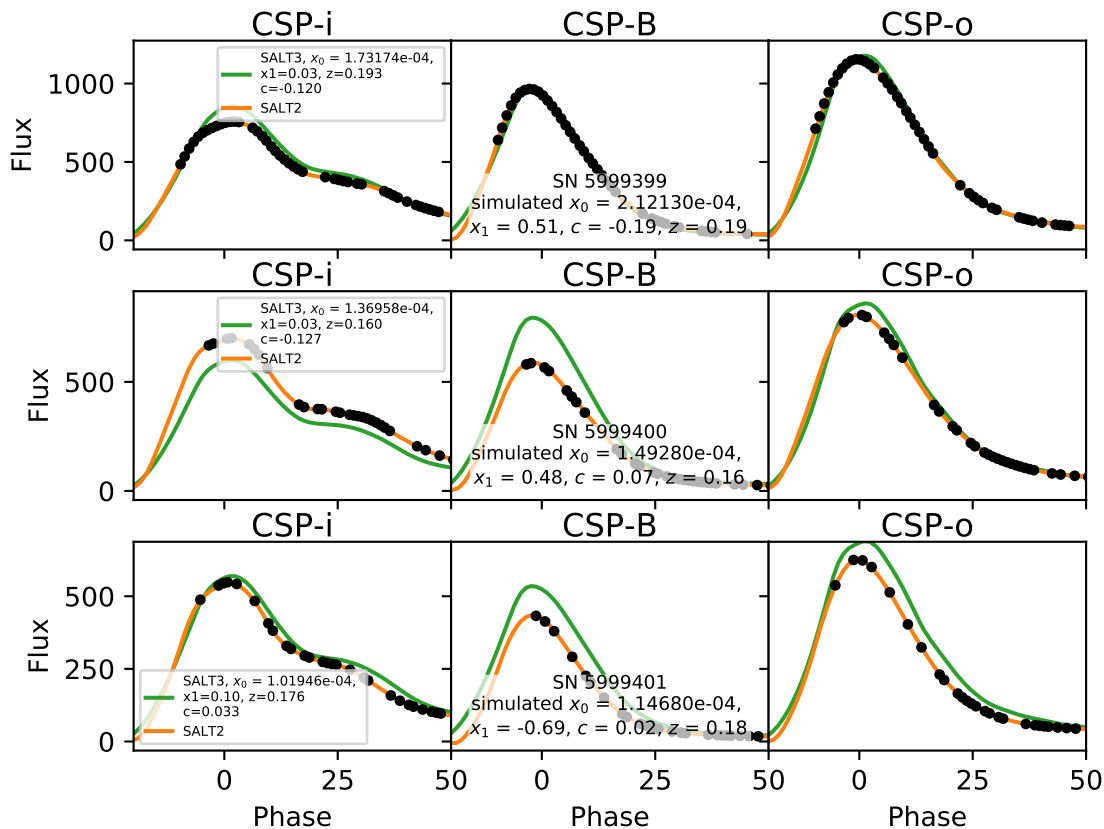 CSP-i CSP-B CSP-o
1000
500
0
Flux
SALT3, x₀ = 1.73174e-04,
x1=0.03, z=0.193
c=-0.120
SALT2
SN 5999399
simulated x₀ = 2.12130e-04,
x₁ = 0.51, c = -0.19, z = 0.19
CSP-i CSP-B CSP-o
500
0
Flux
SALT3, x₀ = 1.36958e-04,
x1=0.03, z=0.160
c=-0.127
SALT2
SN 5999400
simulated x₀ = 1.49280e-04,
x₁ = 0.48, c = 0.07, z = 0.16
CSP-i CSP-B CSP-o
500
250
0
Flux
SALT3, x₀ = 1.01946e-04,
x1=0.10, z=0.176
c=0.033
SALT2
SN 5999401
simulated x₀ = 1.14680e-04,
x₁ = -0.69, c = 0.02, z = 0.18
0 25 50 0 25 50 0 25 50
Phase Phase Phase